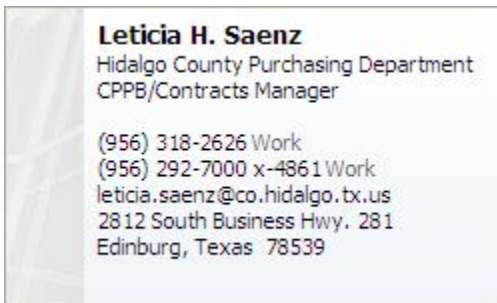 Leticia H. Saenz
Hidalgo County Purchasing Department
CPPB/Contracts Manager
(956) 318-2626 Work
(956) 292-7000 x-4861 Work
leticia.saenz@co.hidalgo.tx.us
2812 South Business Hwy. 281
Edinburg, Texas 78539